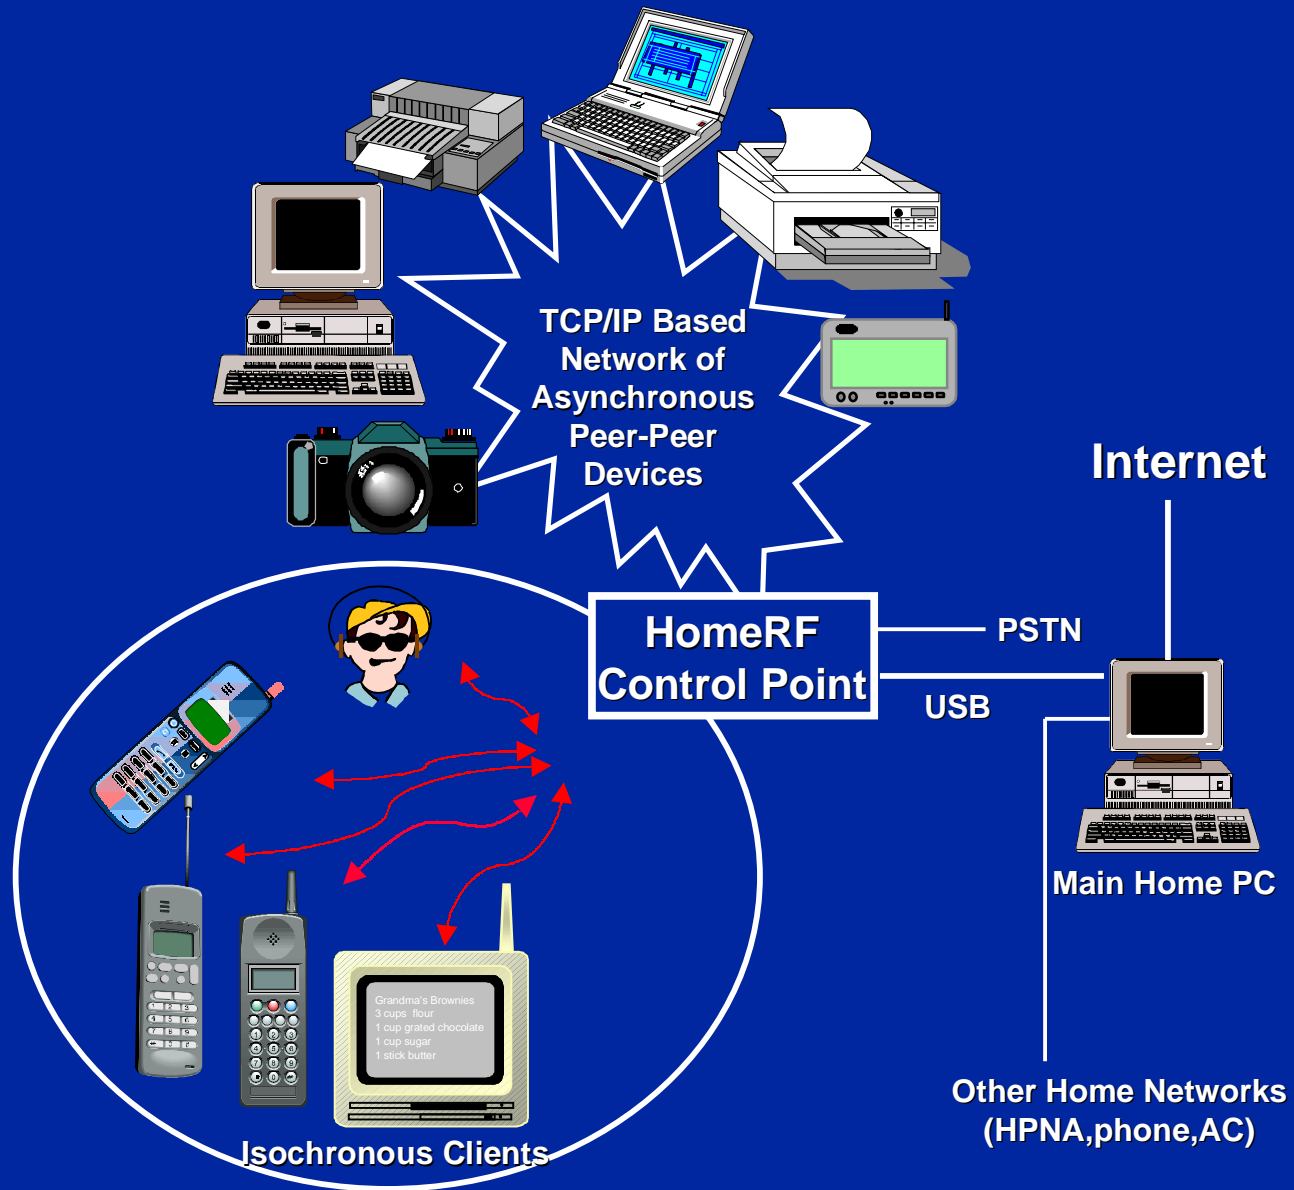 TCP/IP Based
Network of
Asynchronous
Peer-Peer
Devices
Internet
HomeRF
Control Point
PSTN
USB
Main Home PC
Grandma's Brownies
3 cups flour
1 cup grated chocolate
1 cup sugar
1 stick butter
Isochronous Clients
Other Home Networks
(HPNA,phone,AC)